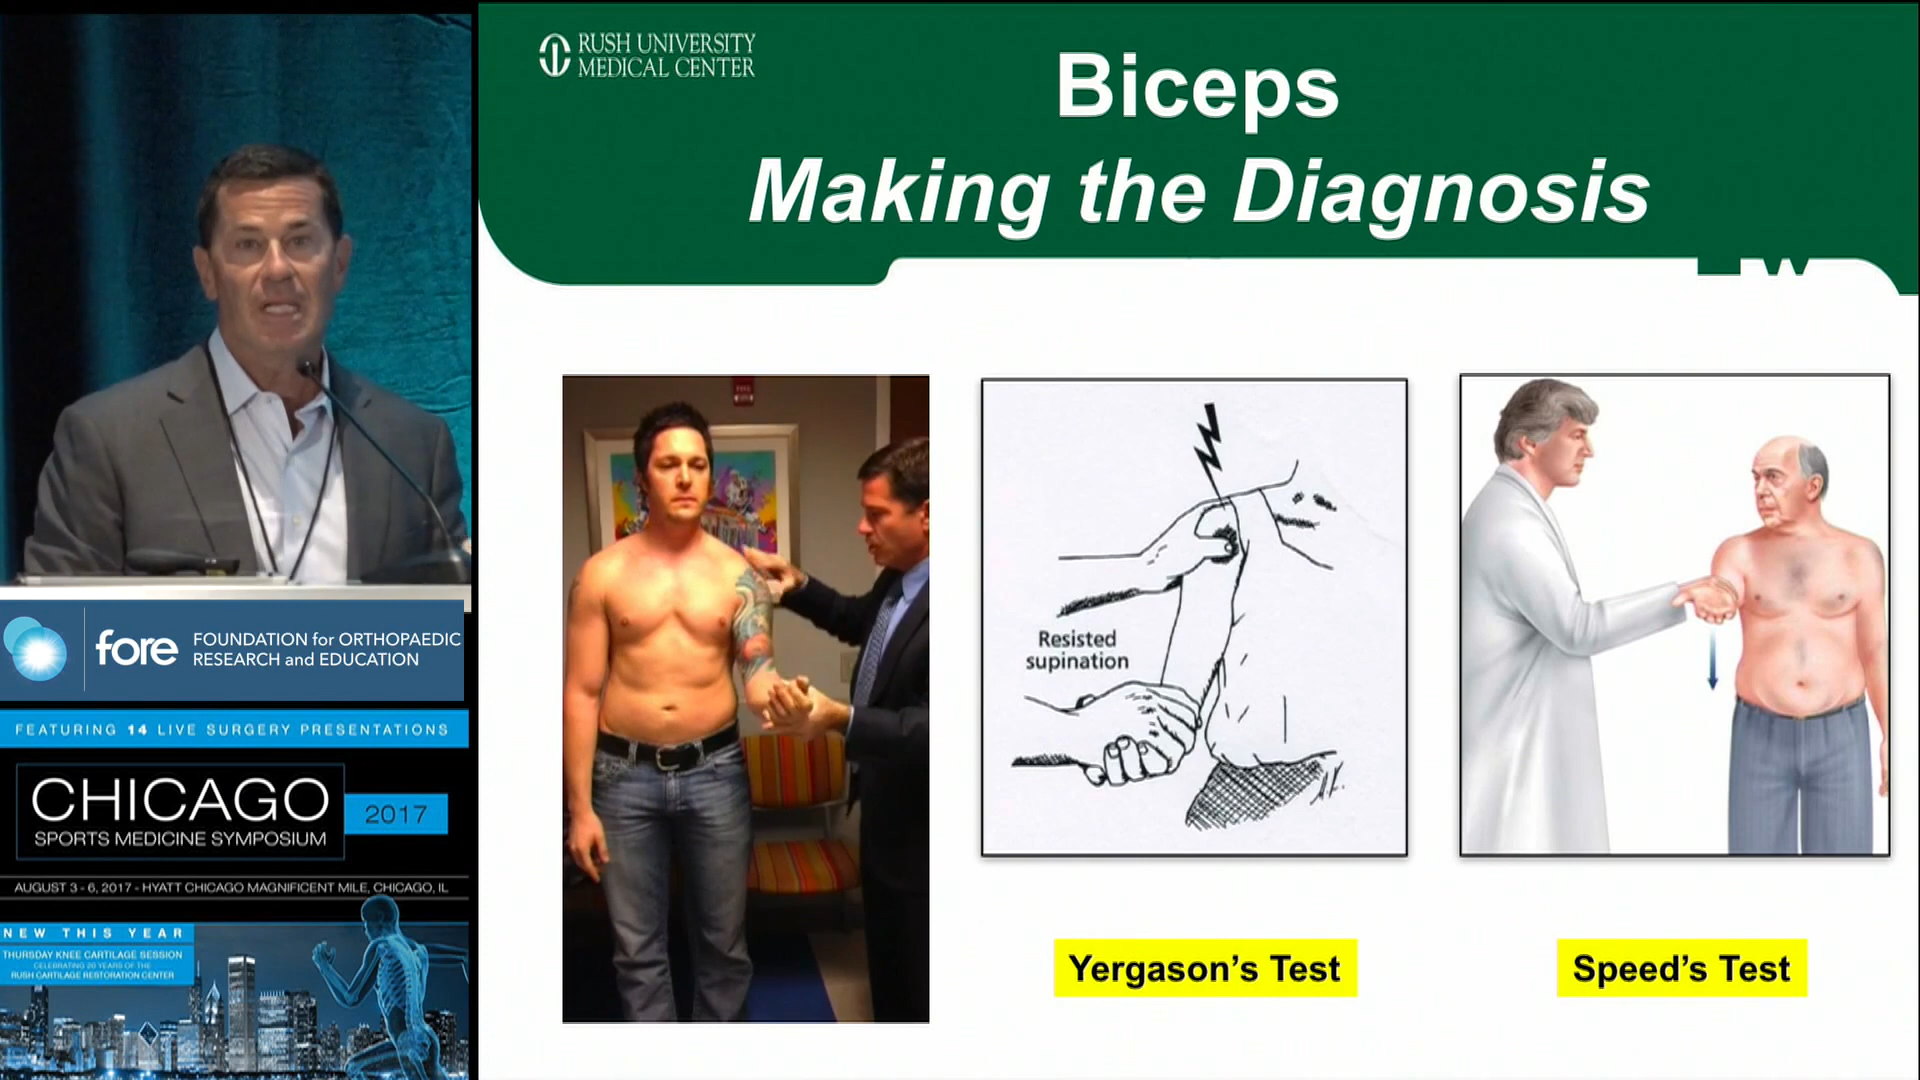 RUSH UNIVERSITY
MEDICAL CENTER
Biceps
Making the Diagnosis
Resisted
supination
Yergason's Test
Speed's Test
fore
FOUNDATION for ORTHOPAEDIC
RESEARCH and EDUCATION
FEATURING 14 LIVE SURGERY PRESENTATIONS
CHICAGO
SPORTS MEDICINE SYMPOSIUM
2017
AUGUST 3 - 6, 2017 - HYATT CHICAGO MAGNIFICENT MILE, CHICAGO, IL
NEW THIS YEAR
THURSDAY KNEE CARTILAGE SESSION
CELEBRATING 20 YEARS OF THE
RUSH CARTILAGE RESTORATION CENTER